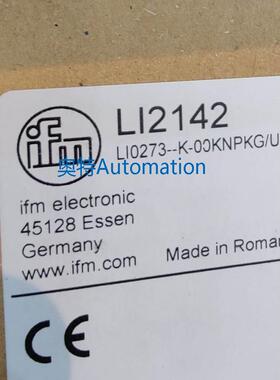 ifm
LI2142
LI0273--K-00KNPKG/U
奥特Automation
ifm electronic
45128 Essen
Germany
www.ifm.com
Made in Roma
CE